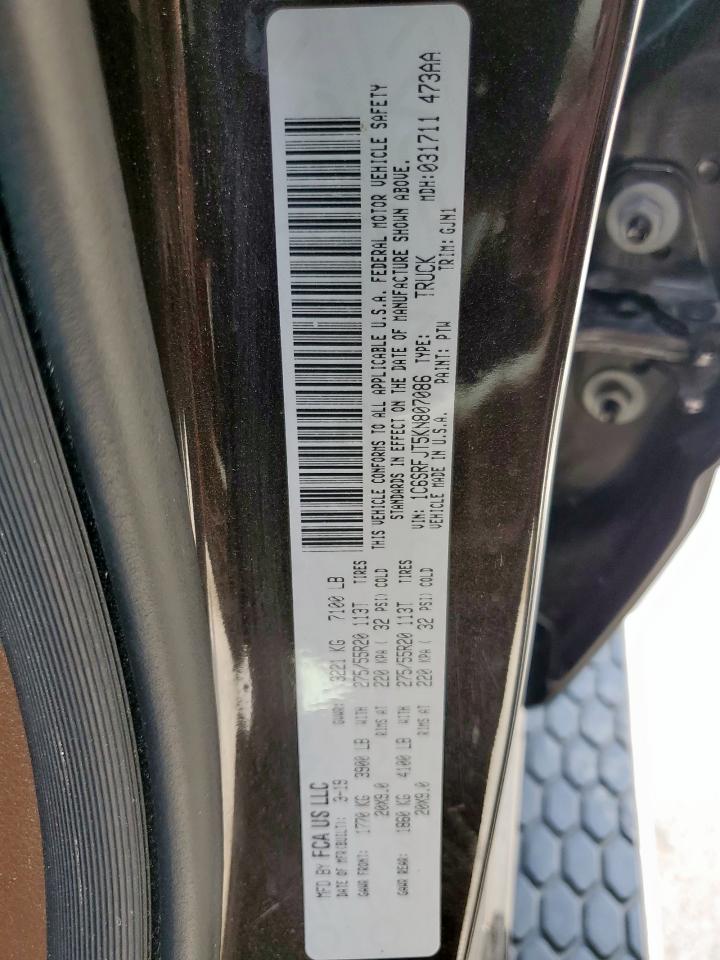 MFD BY FCA US LLC
DATE OF MFR(BUILT): 3-19 GVWR: 3221 KG 7100 LB
GAWR FRONT: 1770 KG 3900 LB WITH 275/55R20 113T TIRES
20X9.0 RIMS AT 220 KPA ( 32 PSI) COLD
GAWR REAR: 1860 KG 4100 LB WITH 275/55R20 113T TIRES
20X9.0 RIMS AT 220 KPA ( 32 PSI) COLD
THIS VEHICLE CONFORMS TO ALL APPLICABLE U.S.A. FEDERAL MOTOR VEHICLE SAFETY
STANDARDS IN EFFECT ON THE DATE OF MANUFACTURE SHOWN ABOVE.
VIN: 1C6SRFJT5KN807086 TYPE: TRUCK MDH:031711 473AA
VEHICLE MADE IN U.S.A. PAINT: PTW TRIM: GJN1